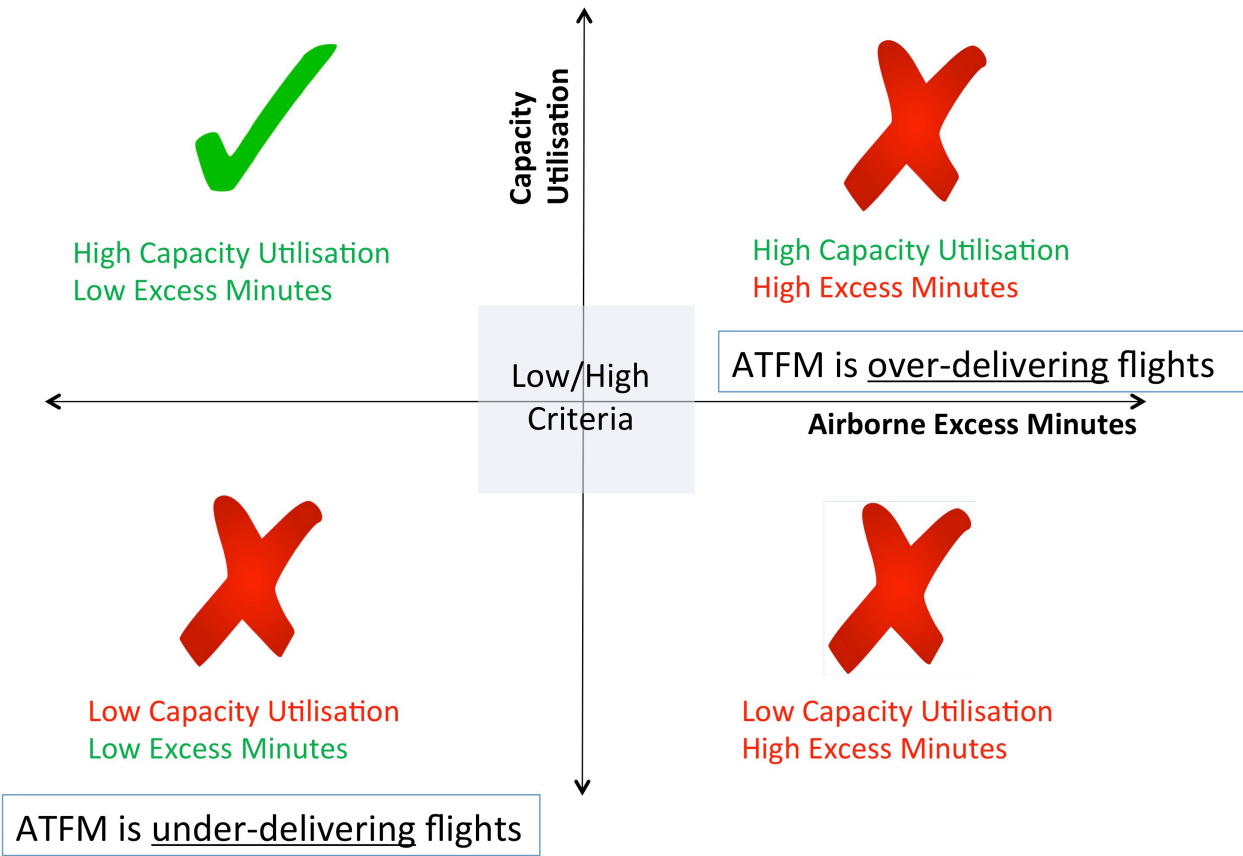 Capacity
Utilisation
High Capacity Utilisation
Low Excess Minutes
High Capacity Utilisation
High Excess Minutes
ATFM is over-delivering flights
Low/High
Criteria
Airborne Excess Minutes
Low Capacity Utilisation
Low Excess Minutes
Low Capacity Utilisation
High Excess Minutes
ATFM is under-delivering flights